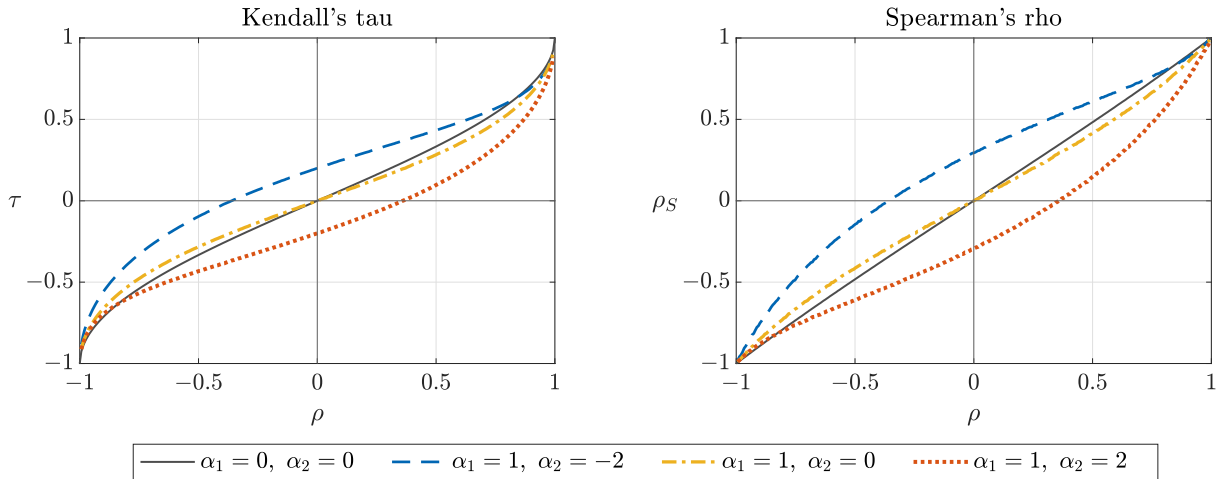 Kendall's tau
1
0.5
τ
0
−0.5
−1
−1 −0.5 0 0.5 1
ρ
Spearman's rho
1
0.5
ρ_S
0
−0.5
−1
−1 −0.5 0 0.5 1
ρ
α₁ = 0, α₂ = 0 α₁ = 1, α₂ = −2 α₁ = 1, α₂ = 0 α₁ = 1, α₂ = 2